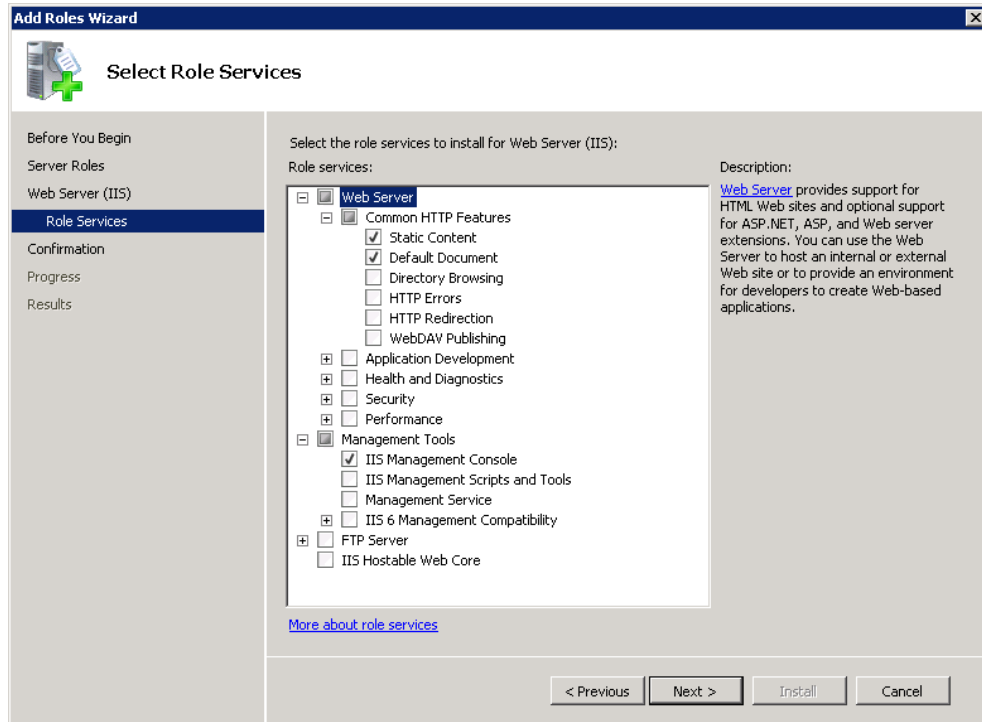 Add Roles Wizard
Select Role Services
Before You Begin
Server Roles
Web Server (IIS)
Role Services
Confirmation
Progress
Results
Select the role services to install for Web Server (IIS):
Role services:
Web Server
Common HTTP Features
Static Content
Default Document
Directory Browsing
HTTP Errors
HTTP Redirection
WebDAV Publishing
Application Development
Health and Diagnostics
Security
Performance
Management Tools
IIS Management Console
IIS Management Scripts and Tools
Management Service
IIS 6 Management Compatibility
FTP Server
IIS Hostable Web Core
More about role services
Description:
Web Server provides support for
HTML Web sites and optional support
for ASP.NET, ASP, and Web server
extensions. You can use the Web
Server to host an internal or external
Web site or to provide an environment
for developers to create Web-based
applications.
< Previous
Next >
Install
Cancel